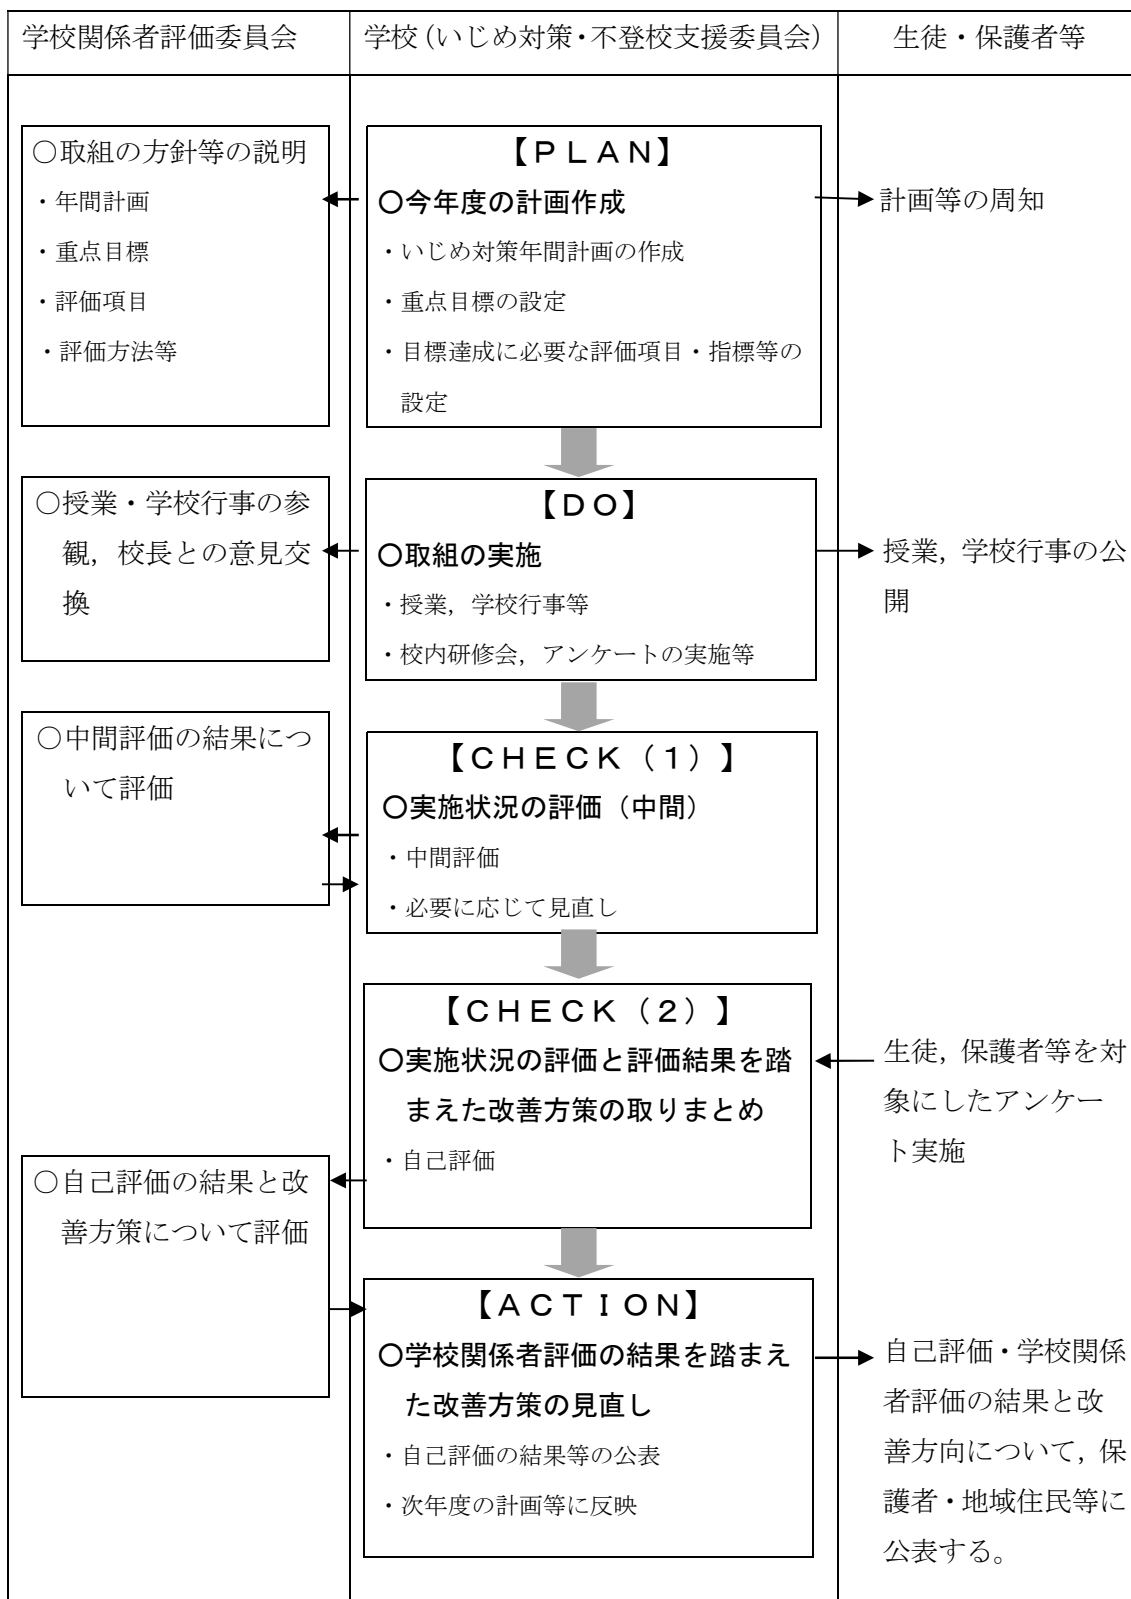 学校関係者評価委員会
学校(いじめ対策・不登校支援委員会)
生徒・保護者等
○取組の方針等の説明
・年間計画
・重点目標
・評価項目
・評価方法等
【PLAN】
○今年度の計画作成
・いじめ対策年間計画の作成
・重点目標の設定
・目標達成に必要な評価項目・指標等の
設定
計画等の周知
○授業・学校行事の参
観，校長との意見交
換
【DO】
○取組の実施
・授業，学校行事等
・校内研修会，アンケートの実施等
授業，学校行事の公
開
○中間評価の結果につ
いて評価
【CHECK（1）】
○実施状況の評価（中間）
・中間評価
・必要に応じて見直し
【CHECK（2）】
○実施状況の評価と評価結果を踏
まえた改善方策の取りまとめ
・自己評価
生徒，保護者等を対
象にしたアンケー
ト実施
○自己評価の結果と改
善方策について評価
【ACTION】
○学校関係者評価の結果を踏まえ
た改善方策の見直し
・自己評価の結果等の公表
・次年度の計画等に反映
自己評価・学校関係
者評価の結果と改
善方向について，保
護者・地域住民等に
公表する。